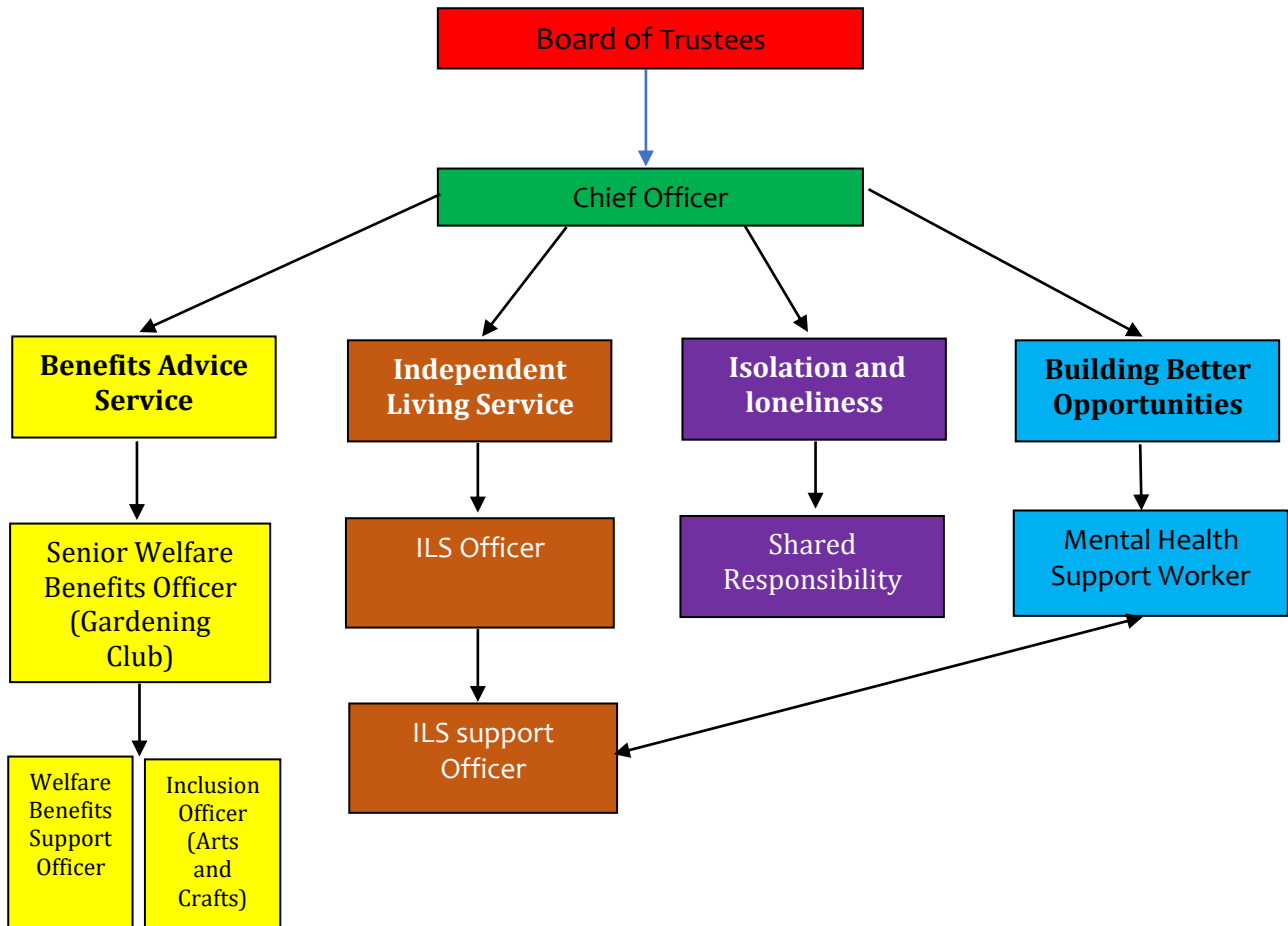 Board of Trustees
Chief Officer
Benefits Advice
Service
Independent
Living Service
Isolation and
loneliness
Building Better
Opportunities
Senior Welfare
Benefits Officer
(Gardening
Club)
ILS Officer
Shared
Responsibility
Mental Health
Support Worker
ILS support
Officer
Welfare
Benefits
Support
Officer
Inclusion
Officer
(Arts
and
Crafts)